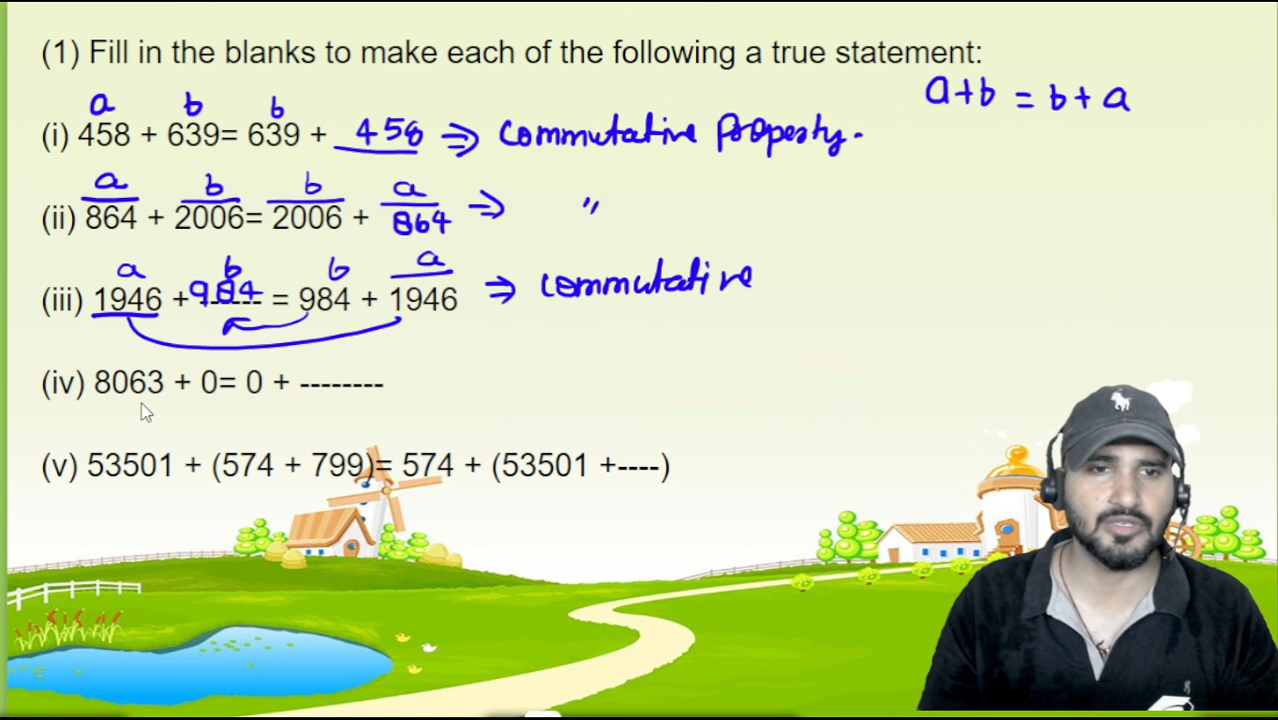 (1) Fill in the blanks to make each of the following a true statement:
a+b = b+a
a b b
(i) 458 + 639= 639 + 458 ⇒ commutative Property.
a b b a
(ii) 864 + 2006= 2006 + 864 ⇒ "
a b b a
(iii) 1946 + 984 ------ = 984 + 1946 ⇒ commutative
(iv) 8063 + 0= 0 + --------
(v) 53501 + (574 + 799)= 574 + (53501 +----)